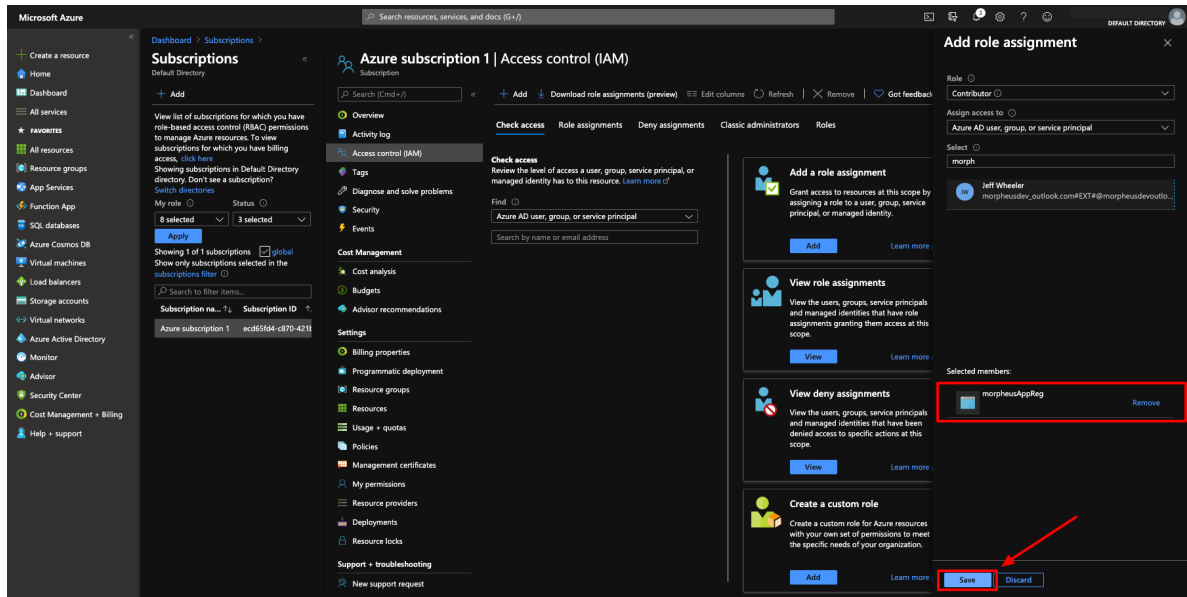 Microsoft Azure
Search resources, services, and docs (G+/)
3
DEFAULT DIRECTORY
Create a resource
Home
Dashboard
All services
FAVORITES
All resources
Resource groups
App Services
Function App
SQL databases
Azure Cosmos DB
Virtual machines
Load balancers
Storage accounts
Virtual networks
Azure Active Directory
Monitor
Advisor
Security Center
Cost Management + Billing
Help + support
Dashboard > Subscriptions >
Subscriptions
Default Directory
+ Add
View list of subscriptions for which you have
role-based access control (RBAC) permissions
to manage Azure resources. To view
subscriptions for which you have billing
access, click here
Showing subscriptions in Default Directory
directory. Don't see a subscription?
Switch directories
My role Status
8 selected 3 selected
Apply
Showing 1 of 1 subscriptions global
Show only subscriptions selected in the
subscriptions filter
Search to filter items...
Subscription na... Subscription ID
Azure subscription 1 ecd65fd4-c870-421b
Azure subscription 1 | Access control (IAM)
Subscription
Search (Cmd+/)
Overview
Activity log
Access control (IAM)
Tags
Diagnose and solve problems
Security
Events
Cost Management
Cost analysis
Budgets
Advisor recommendations
Settings
Billing properties
Programmatic deployment
Resource groups
Resources
Usage + quotas
Policies
Management certificates
My permissions
Resource providers
Deployments
Resource locks
Support + troubleshooting
New support request
+ Add Download role assignments (preview) Edit columns Refresh | Remove | Got feedback
Check access Role assignments Deny assignments Classic administrators Roles
Check access
Review the level of access a user, group, service principal, or
managed identity has to this resource. Learn more
Find
Azure AD user, group, or service principal
Search by name or email address
Add a role assignment
Grant access to resources at this scope by
assigning a role to a user, group, service
principal, or managed identity.
Add Learn more
View role assignments
View the users, groups, service principals
and managed identities that have role
assignments granting them access at this
scope.
View Learn more
View deny assignments
View the users, groups, service principals
and managed identities that have been
denied access to specific actions at this
scope.
View Learn more
Create a custom role
Create a custom role for Azure resources
with your own set of permissions to meet
the specific needs of your organization.
Add Learn more
Add role assignment
Role
Contributor
Assign access to
Azure AD user, group, or service principal
Select
morph
JW
Jeff Wheeler
morpheusdev_outlook.com#EXT#@morpheusdevoutlo...
Selected members:
morpheusAppReg
Remove
Save Discard